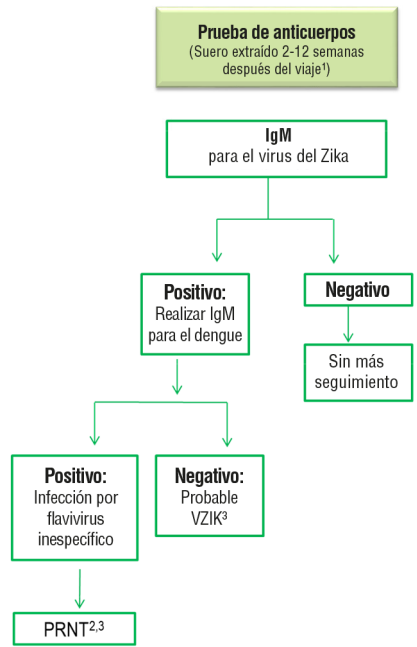 Prueba de anticuerpos
(Suero extraído 2-12 semanas
después del viaje¹)
IgM
para el virus del Zika
Positivo:
Realizar IgM
para el dengue
Negativo
Sin más
seguimiento
Positivo:
Infección por
flavivirus
inespecífico
Negativo:
Probable
VZIK³
PRNT²,³